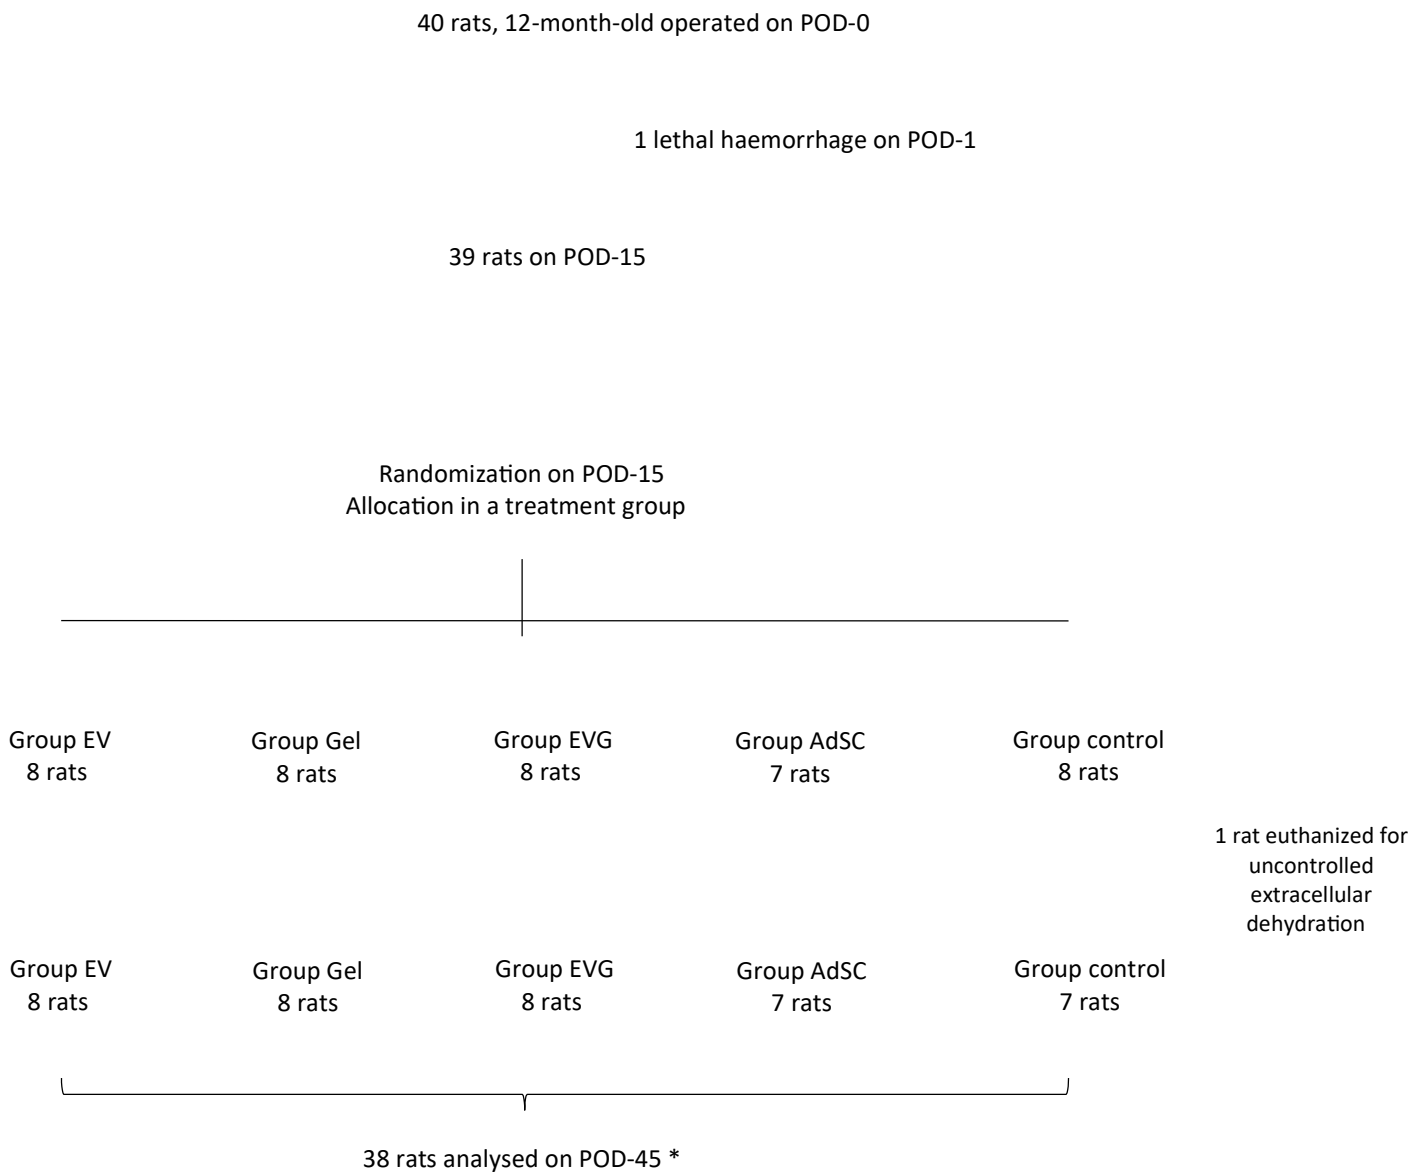 40 rats, 12-month-old operated on POD-0
1 lethal haemorrhage on POD-1
39 rats on POD-15
Randomization on POD-15
Allocation in a treatment group
Group EV
8 rats
Group Gel
8 rats
Group EVG
8 rats
Group AdSC
7 rats
Group control
8 rats
1 rat euthanized for
uncontrolled
extracellular
dehydration
Group EV
8 rats
Group Gel
8 rats
Group EVG
8 rats
Group AdSC
7 rats
Group control
7 rats
38 rats analysed on POD-45 *